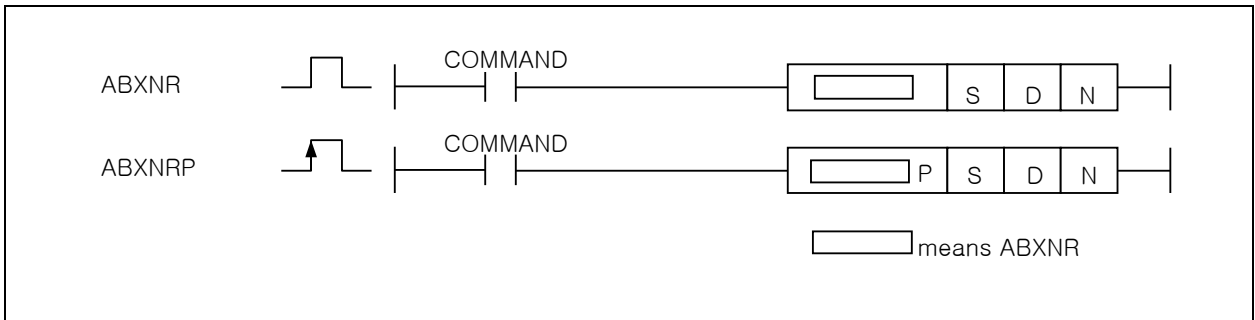 COMMAND
ABXNR S D N
COMMAND
ABXNRP P S D N
means ABXNR